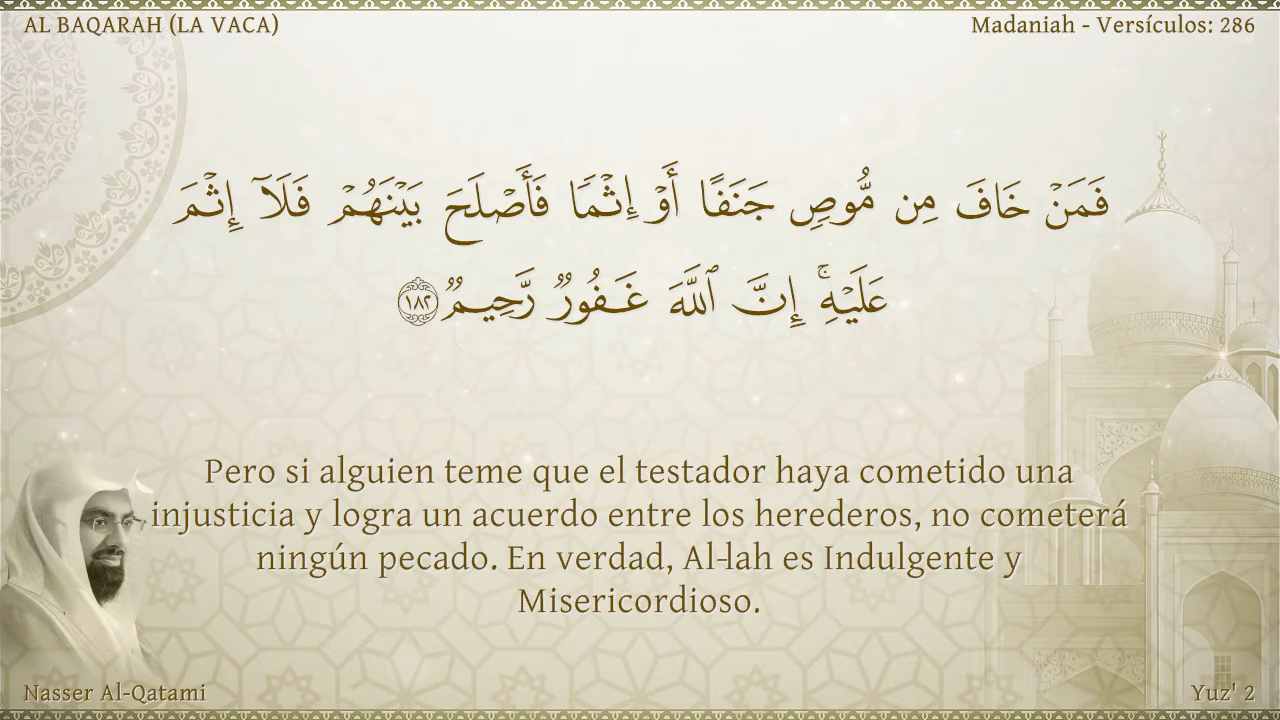 AL BAQARAH (LA VACA)
Madaniah - Versículos: 286
فَمَنْ خَافَ مِن مُّوصٍ جَنَفًا أَوْ إِثْمًا فَأَصْلَحَ بَيْنَهُمْ فَلَآ إِثْمَ
عَلَيْهِ ۚ إِنَّ ٱللَّهَ غَفُورٌ رَّحِيمٌ ١٨٢
Pero si alguien teme que el testador haya cometido una
injusticia y logra un acuerdo entre los herederos, no cometerá
ningún pecado. En verdad, Al-lah es Indulgente y
Misericordioso.
Nasser Al-Qatami
Yuz' 2